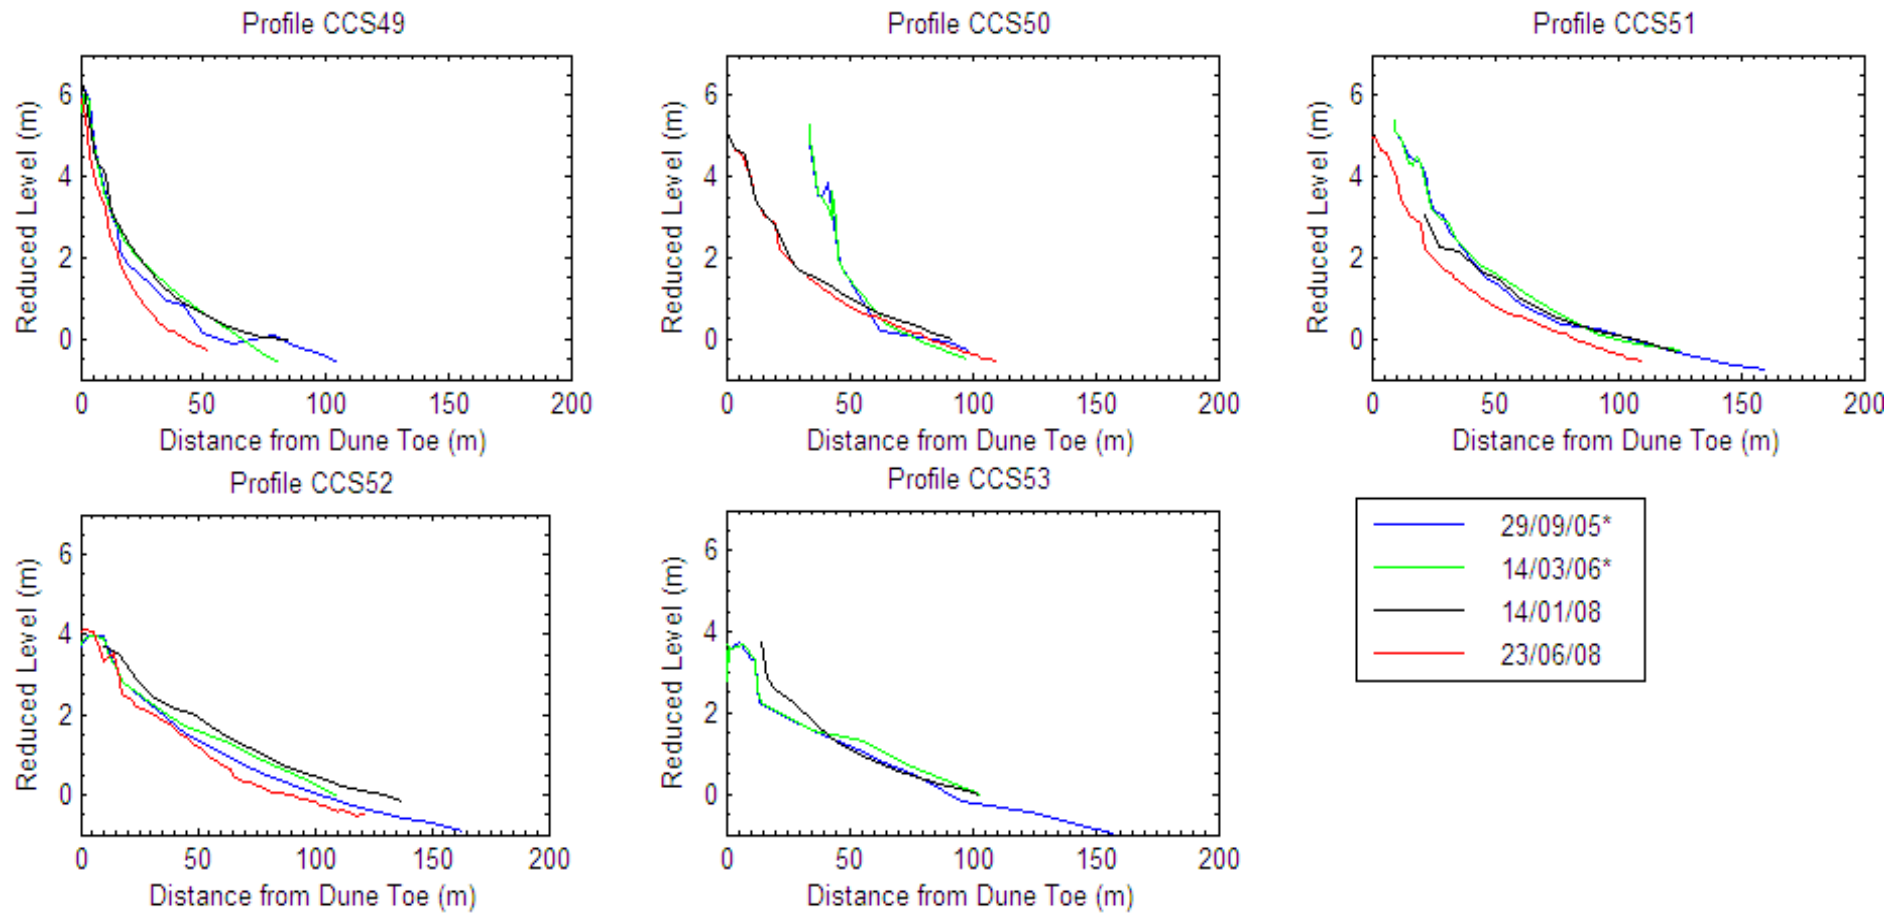 Profile CCS49
Reduced Level (m)
6
4
2
0
0 50 100 150 200
Distance from Dune Toe (m)
Profile CCS50
Reduced Level (m)
6
4
2
0
0 50 100 150 200
Distance from Dune Toe (m)
Profile CCS51
Reduced Level (m)
6
4
2
0
0 50 100 150 200
Distance from Dune Toe (m)
Profile CCS52
Reduced Level (m)
6
4
2
0
0 50 100 150 200
Distance from Dune Toe (m)
Profile CCS53
Reduced Level (m)
6
4
2
0
0 50 100 150 200
Distance from Dune Toe (m)
29/09/05*
14/03/06*
14/01/08
23/06/08